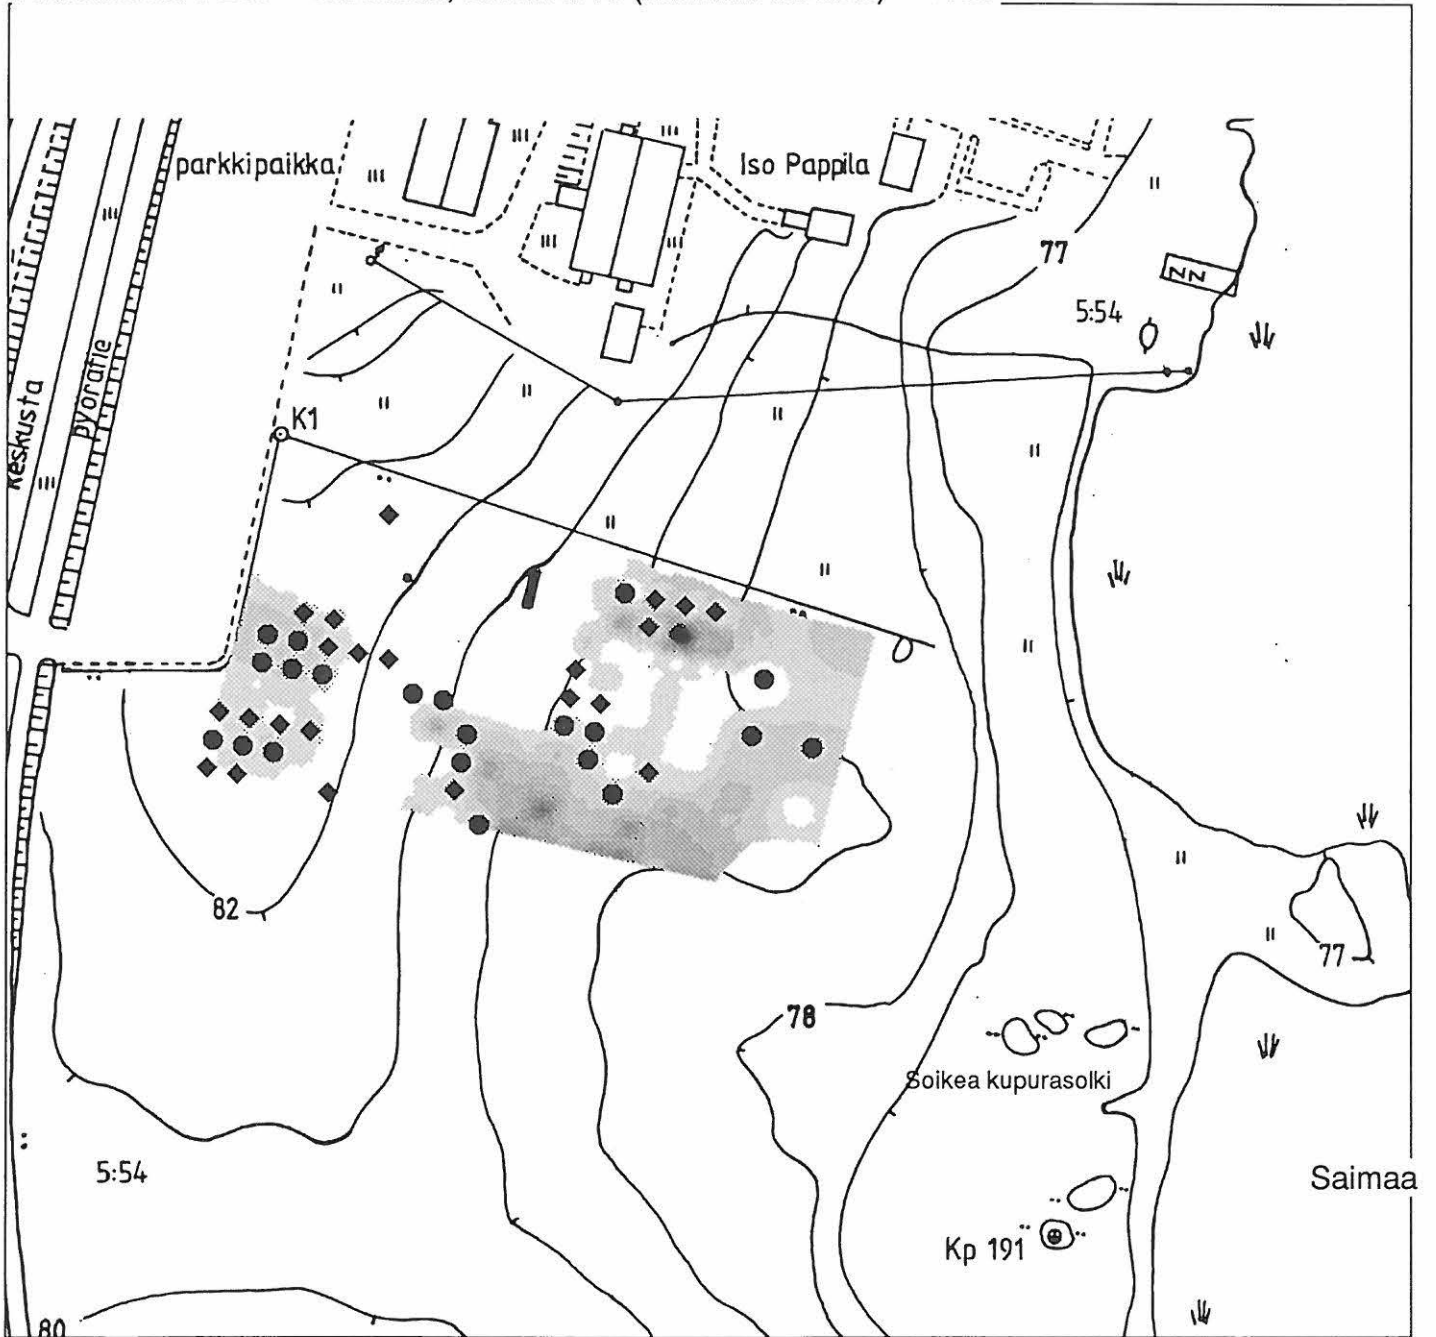 parkkipaikka
Iso Pappila
77
5:54
keskusta
pyörätie
K1
82
77
78
Soikea kupurasolki
5:54
Saimaa
Kp 191
80